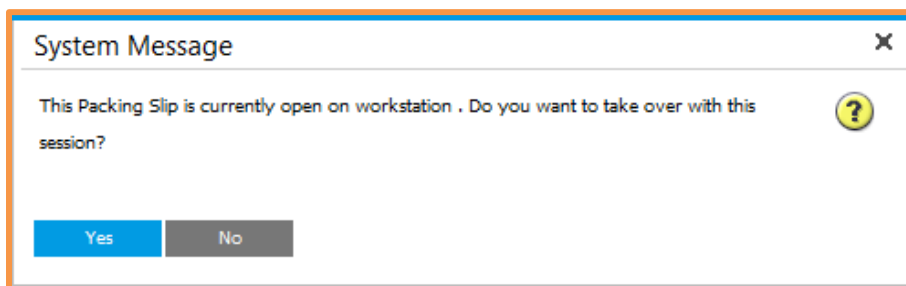 System Message
This Packing Slip is currently open on workstation . Do you want to take over with this
session?
Yes
No